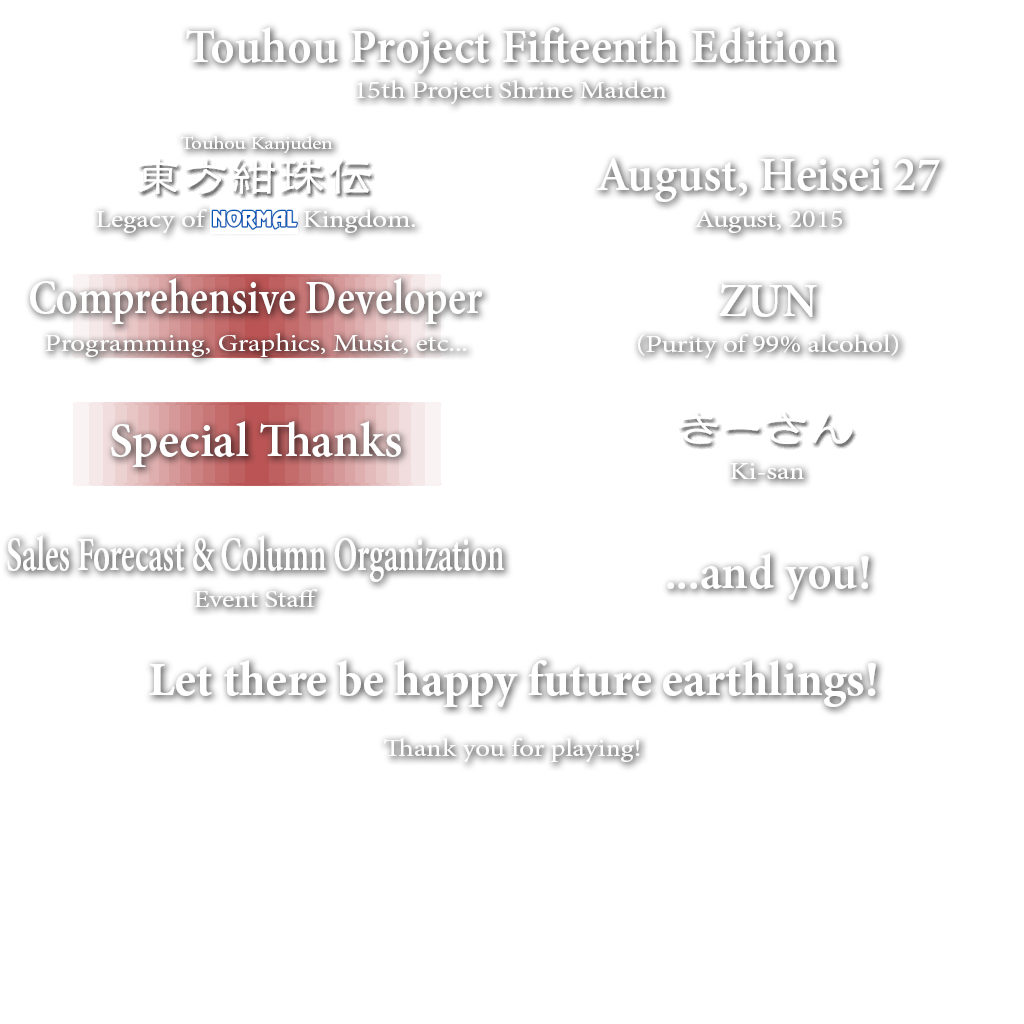 Touhou Project Fifteenth Edition
15th Project Shrine Maiden
Touhou Kanjuden
東方紺珠伝
Legacy of NORMAL Kingdom.
August, Heisei 27
August, 2015
Comprehensive Developer
Programming, Graphics, Music, etc...
ZUN
(Purity of 99% alcohol)
Special Thanks
きーさん
Ki-san
Sales Forecast & Column Organization
Event Staff
...and you!
Let there be happy future earthlings!
Thank you for playing!